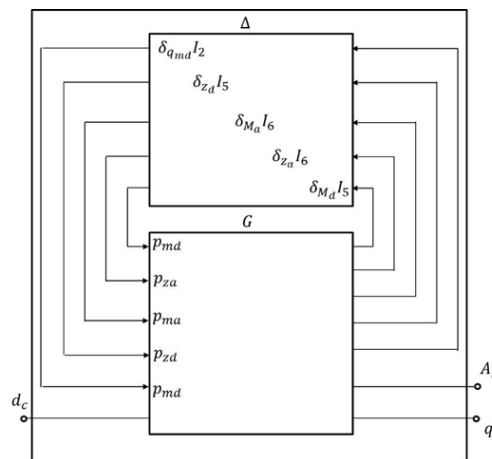 Δ
δ_{q_{md}}I_2
δ_{z_d}I_5
δ_{M_a}I_6
δ_{z_a}I_6
δ_{M_d}I_5
G
p_{md}
p_{za}
p_{ma}
p_{zd}
p_{md}
d_c
A
q